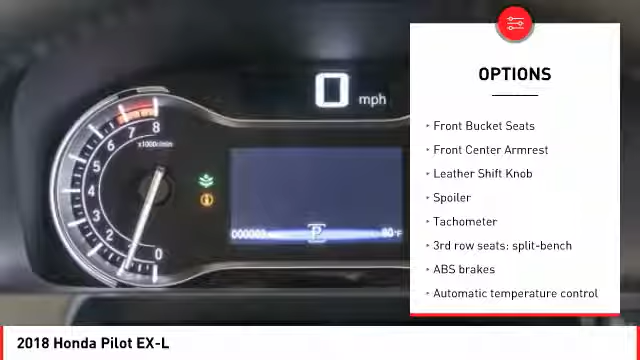 0 mph
8
7
6
5
4
3
2
1
0
x1000r/min
P
80°F
OPTIONS
Front Bucket Seats
Front Center Armrest
Leather Shift Knob
Spoiler
Tachometer
3rd row seats: split-bench
ABS brakes
Automatic temperature control
2018 Honda Pilot EX-L